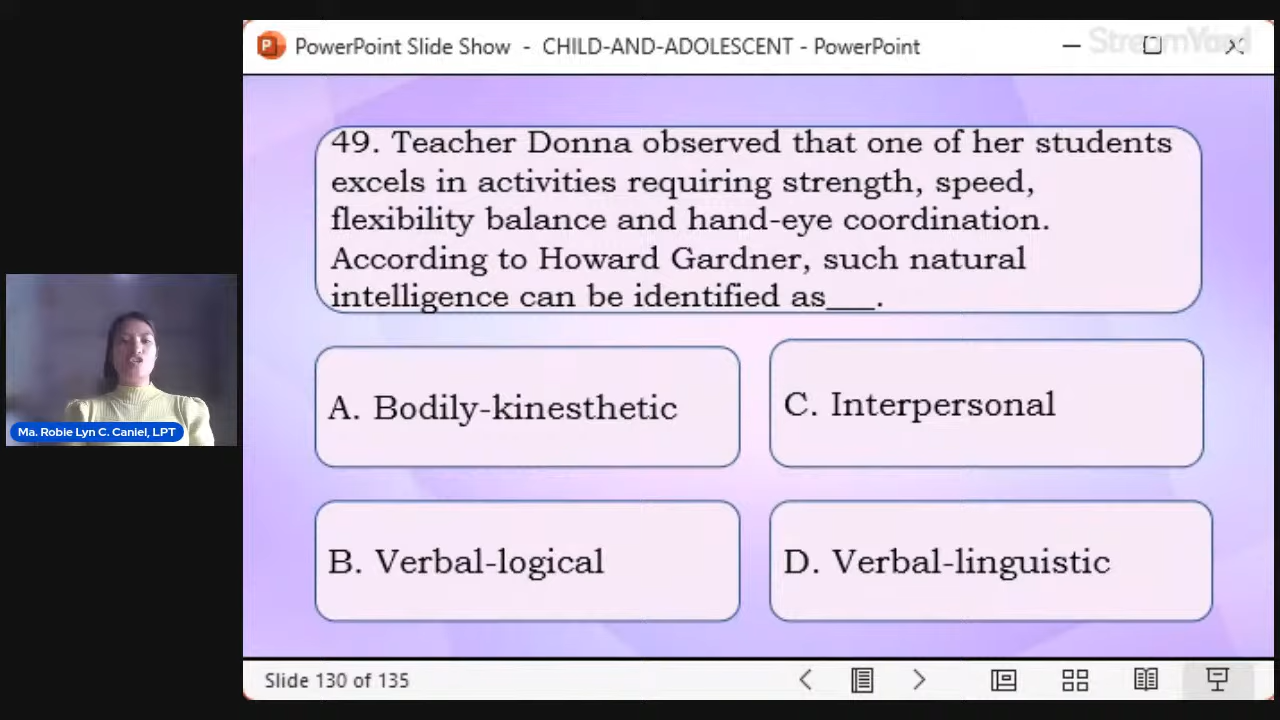 PowerPoint Slide Show - CHILD-AND-ADOLESCENT - PowerPoint
StreamYard
49. Teacher Donna observed that one of her students
excels in activities requiring strength, speed,
flexibility balance and hand-eye coordination.
According to Howard Gardner, such natural
intelligence can be identified as___.
A. Bodily-kinesthetic
C. Interpersonal
B. Verbal-logical
D. Verbal-linguistic
Ma. Robie Lyn C. Caniel, LPT
Slide 130 of 135